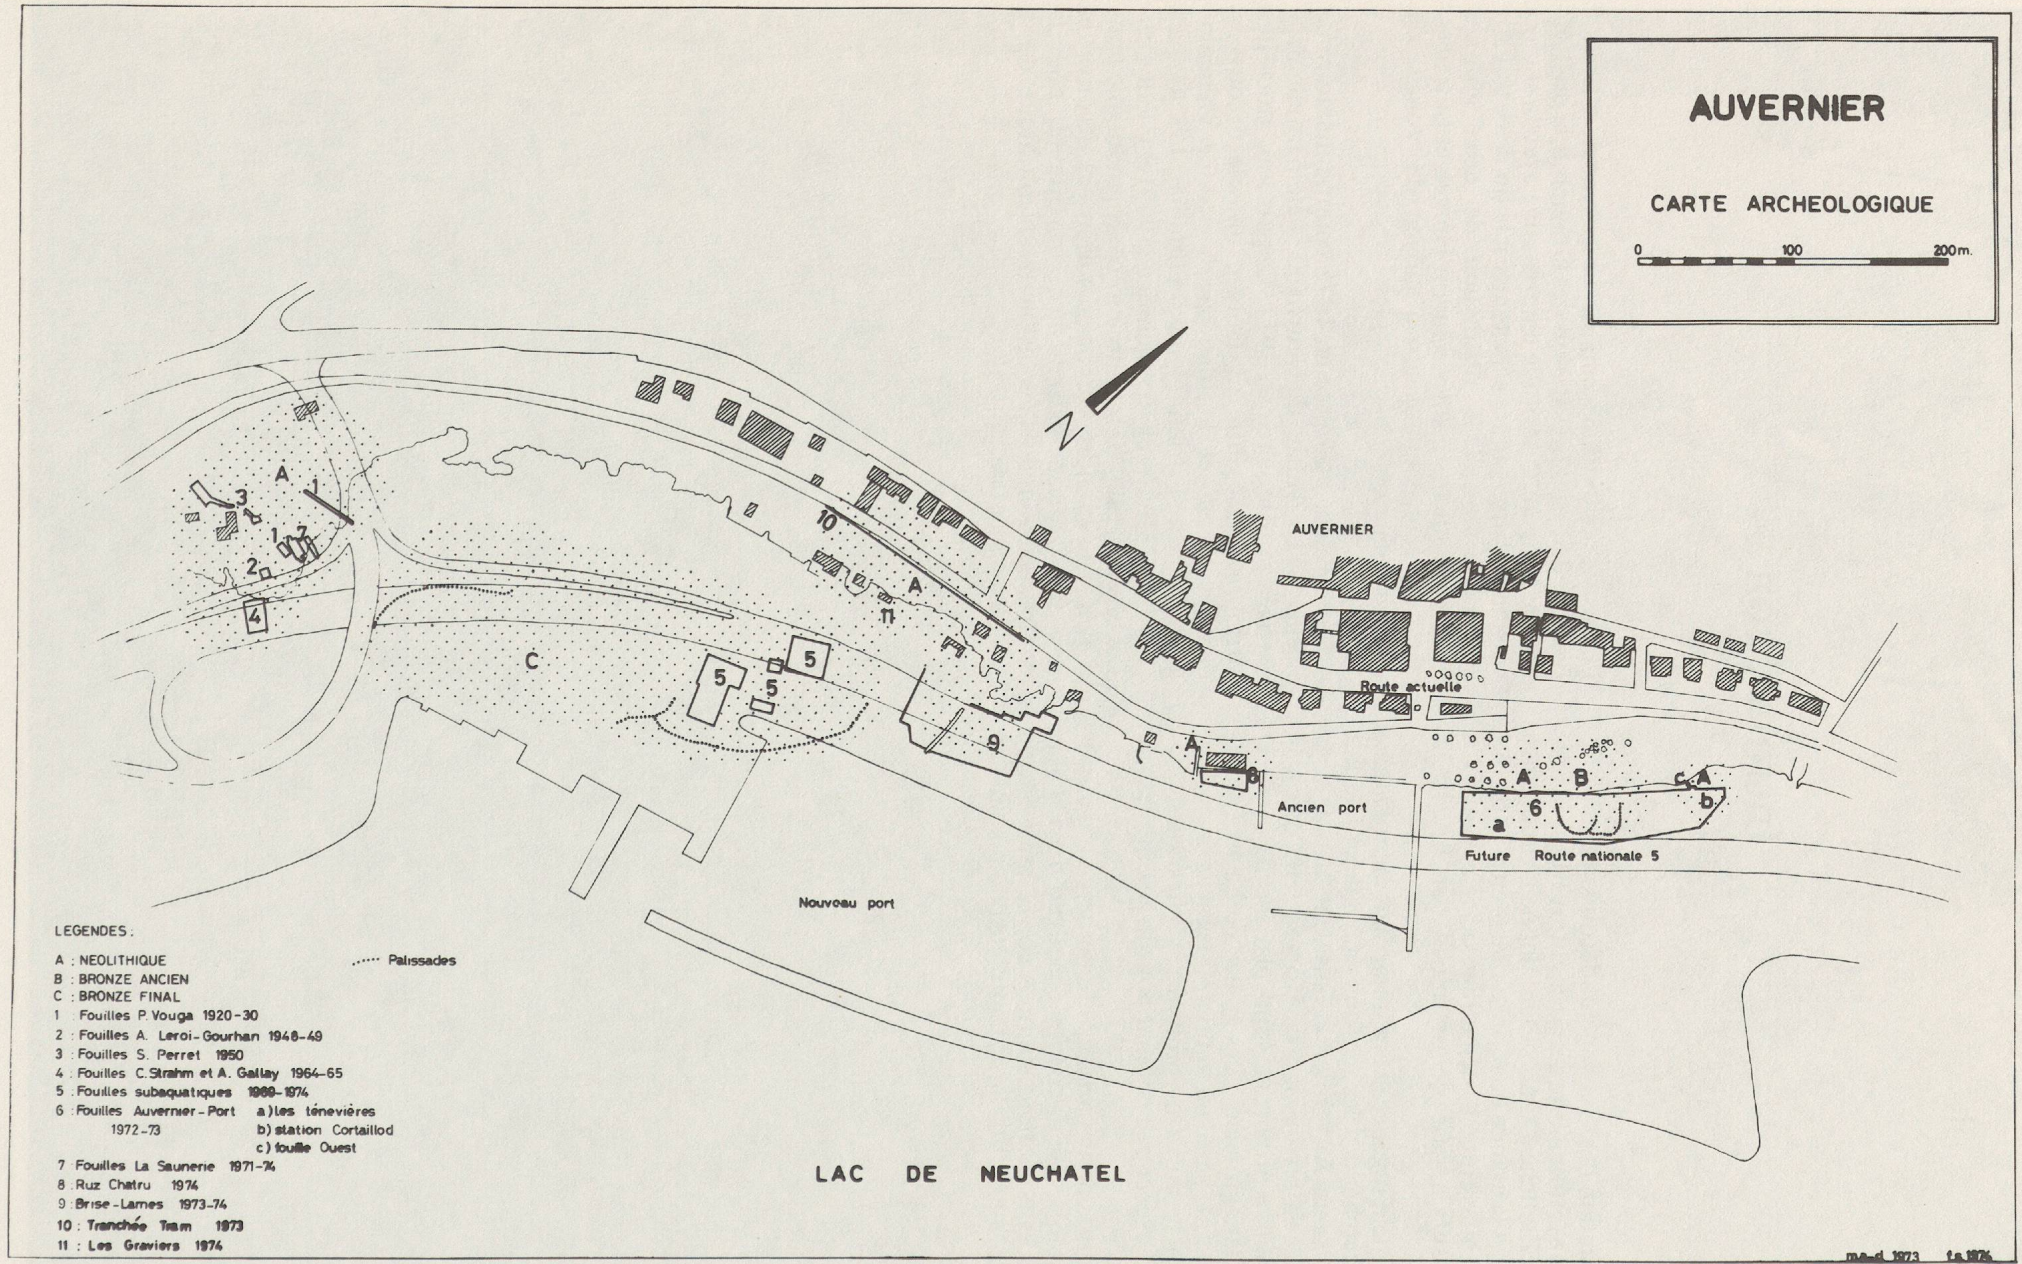 AUVERNIER
CARTE ARCHEOLOGIQUE
0 100 200 m.
N
A
3
1
1
7
2
4
C
10
A
11
5
5
5
9
AUVERNIER
Route actuelle
A
8
Ancien port
A
B
C
A
6
a
b
Future Route nationale 5
Nouveau port
LAC DE NEUCHATEL
LEGENDES :
A : NEOLITHIQUE
B : BRONZE ANCIEN
C : BRONZE FINAL
..... Palissades
1 : Fouilles P. Vouga 1920-30
2 : Fouilles A. Leroi-Gourhan 1948-49
3 : Fouilles S. Perret 1950
4 : Fouilles C. Strahm et A. Gallay 1964-65
5 : Fouilles subaquatiques 1969-1974
6 : Fouilles Auvernier-Port a) les ténevières
1972-73 b) station Cortaillod
c) fouille Ouest
7 : Fouilles La Saunerie 1971-74
8 : Ruz Chatru 1974
9 : Brise-Lames 1973-74
10 : Tranchée Tram 1973
11 : Les Graviers 1974
1973 1974